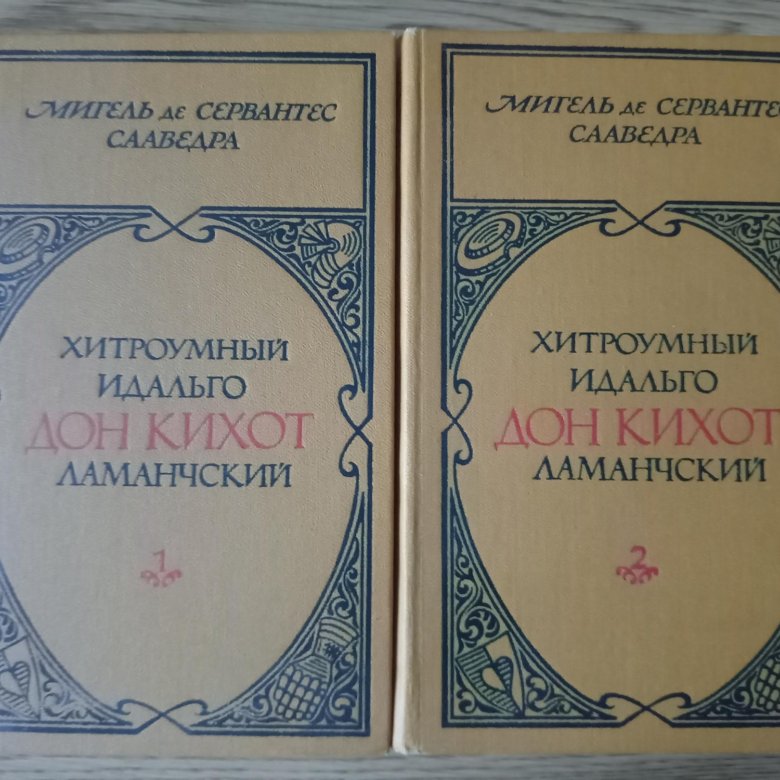 МИГЕЛЬ де СЕРВАНТЕС
СААВЕДРА
ХИТРОУМНЫЙ
ИДАЛЬГО
ДОН КИХОТ
ЛАМАНЧСКИЙ
1
МИГЕЛЬ де СЕРВАНТЕС
СААВЕДРА
ХИТРОУМНЫЙ
ИДАЛЬГО
ДОН КИХОТ
ЛАМАНЧСКИЙ
2